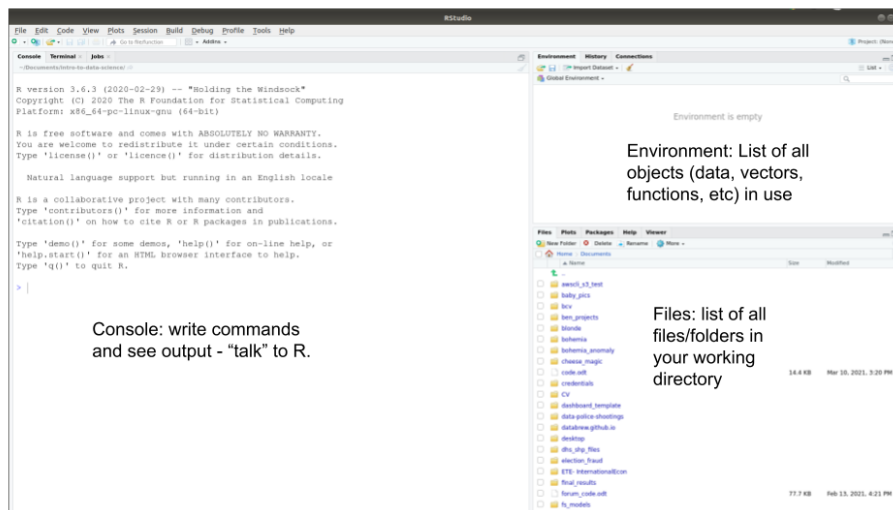 RStudio
File Edit Code View Plots Session Build Debug Profile Tools Help
Go to file/function Addins
Project: (None)
Console Terminal Jobs
~/Documents/intro-to-data-science/
R version 3.6.3 (2020-02-29) -- "Holding the Windsock"
Copyright (C) 2020 The R Foundation for Statistical Computing
Platform: x86_64-pc-linux-gnu (64-bit)
R is free software and comes with ABSOLUTELY NO WARRANTY.
You are welcome to redistribute it under certain conditions.
Type 'license()' or 'licence()' for distribution details.
Natural language support but running in an English locale
R is a collaborative project with many contributors.
Type 'contributors()' for more information and
'citation()' on how to cite R or R packages in publications.
Type 'demo()' for some demos, 'help()' for on-line help, or
'help.start()' for an HTML browser interface to help.
Type 'q()' to quit R.
>
Console: write commands
and see output - “talk” to R.
Environment History Connections
Import Dataset
List
Global Environment
Environment is empty
Environment: List of all
objects (data, vectors,
functions, etc) in use
Files Plots Packages Help Viewer
New Folder Delete Rename More
Home Documents
Name Size Modified
..
awscli_s3_test
baby_pics
bcv
ben_projects
blonde
bohemia
bohemia_anomaly
cheese_magic
code.odt 14.4 KB Mar 10, 2021, 3:20 PM
credentials
CV
dashboard_template
data-police-shootings
databrew.github.io
desktop
dhs_shp_files
election_fraud
ETE- InternationalEcon
final_results
forum_code.odt 77.7 KB Feb 13, 2021, 4:21 PM
fs_models
Files: list of all
files/folders in
your working
directory